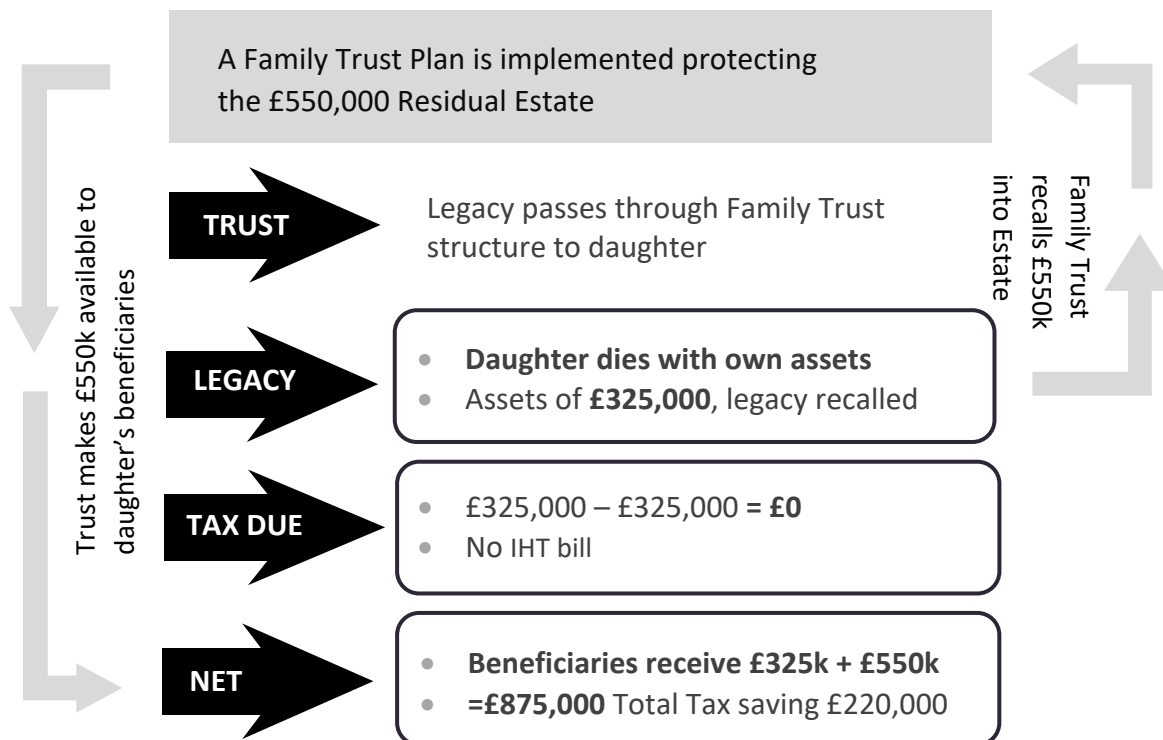 A Family Trust Plan is implemented protecting
the £550,000 Residual Estate
TRUST
Legacy passes through Family Trust
structure to daughter
LEGACY
• Daughter dies with own assets
• Assets of £325,000, legacy recalled
TAX DUE
• £325,000 – £325,000 = £0
• No IHT bill
NET
• Beneficiaries receive £325k + £550k
• =£875,000 Total Tax saving £220,000
Trust makes £550k available to
daughter’s beneficiaries
Family Trust
recalls £550k
into Estate